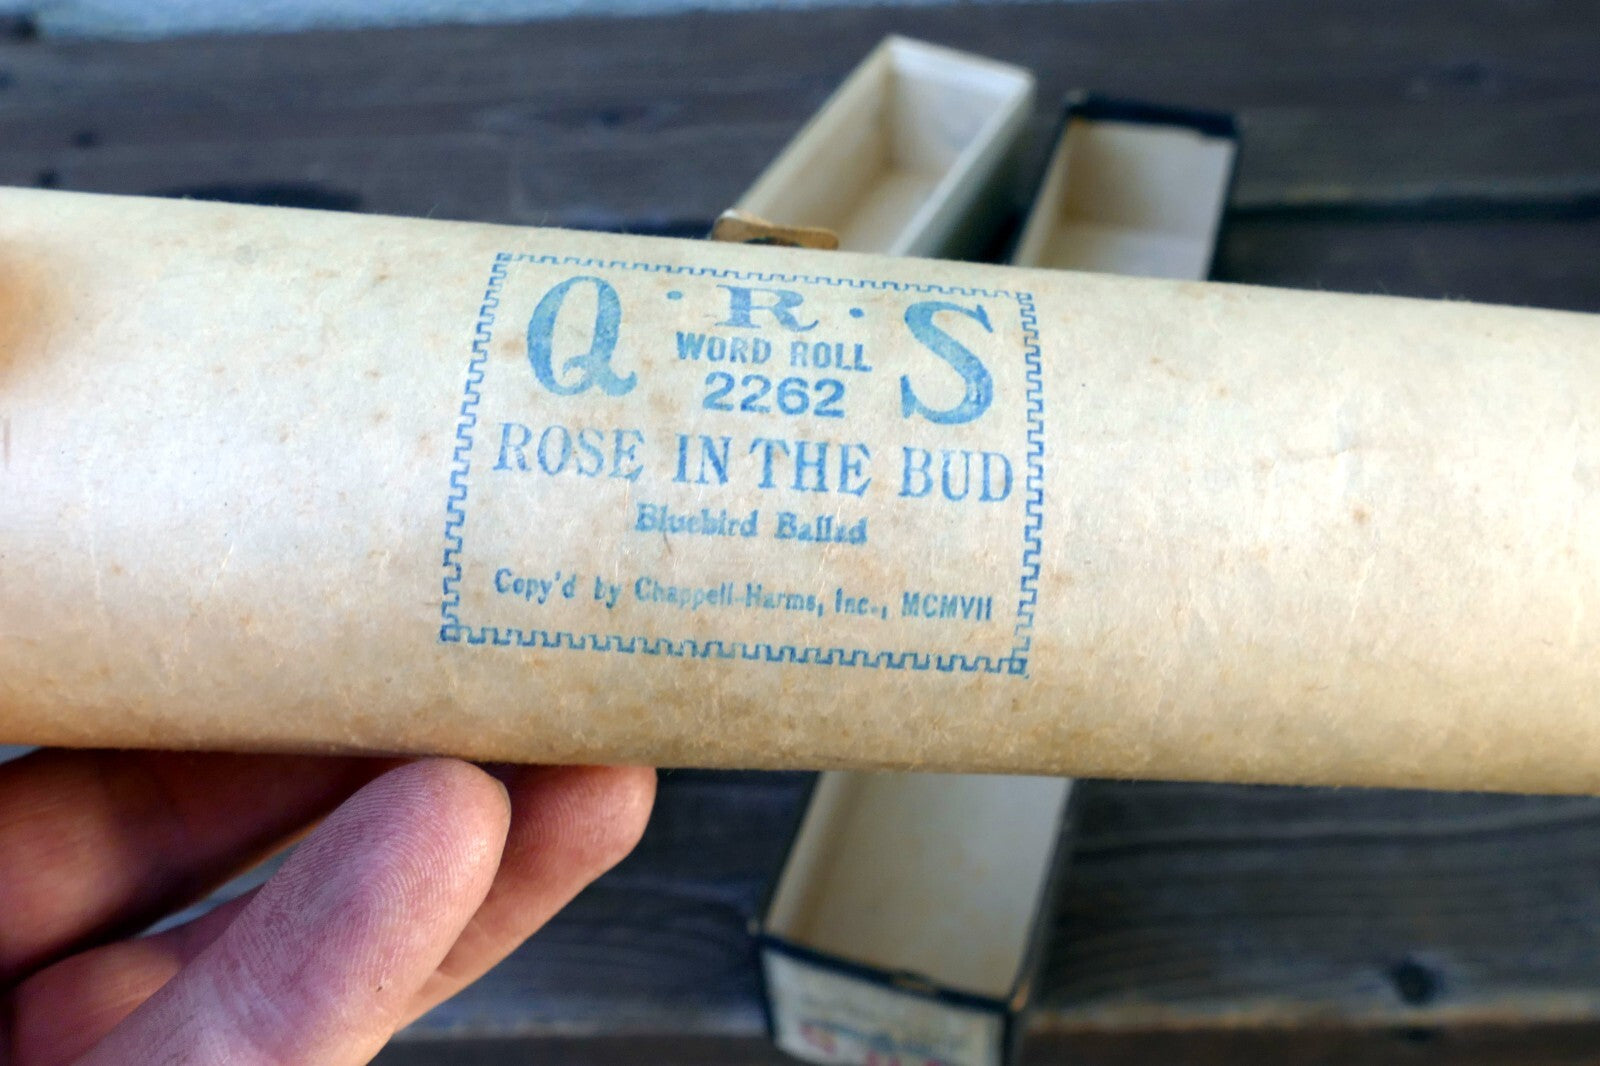 Q · R · S
WORD ROLL
2262
ROSE IN THE BUD
Bluebird Ballad
Copy'd by Chappell-Harms, Inc., MCMVII